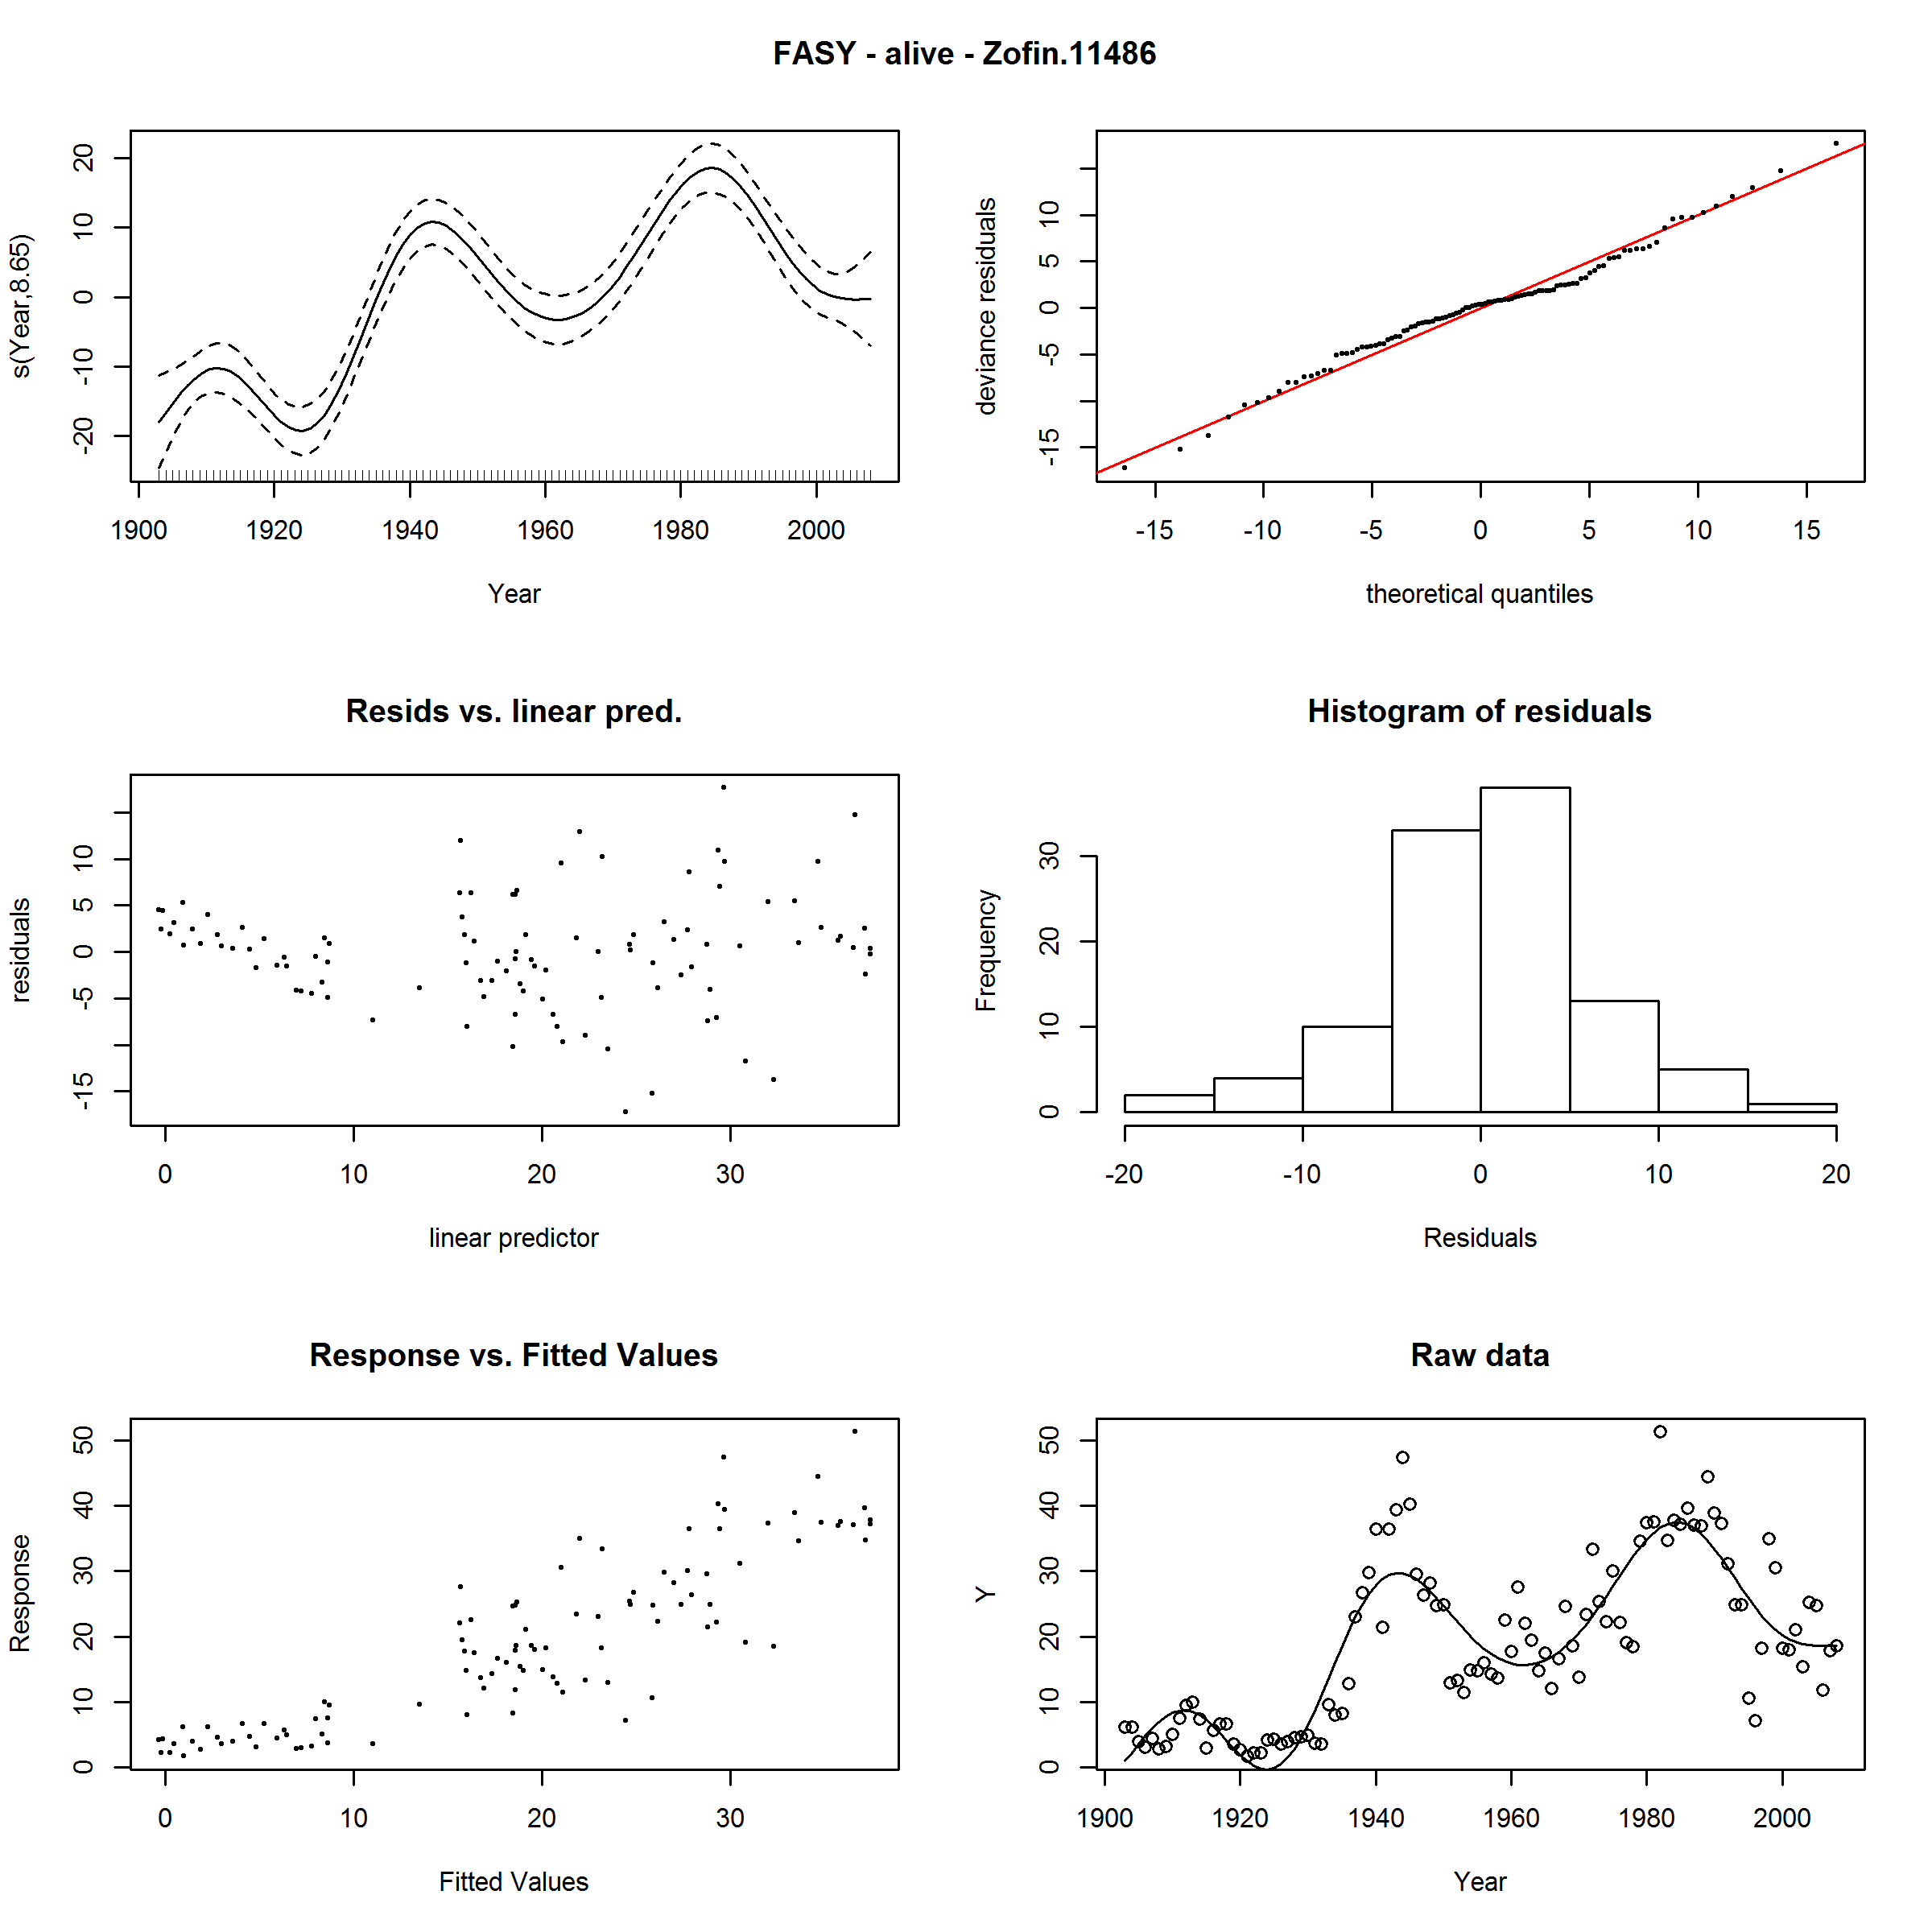 FASY - alive - Zofin.11486
s(Year,8.65)
20
10
0
-10
-20
1900 1920 1940 1960 1980 2000
Year
deviance residuals
10
5
0
-5
-15
-15 -10 -5 0 5 10 15
theoretical quantiles
Resids vs. linear pred.
residuals
10
5
0
-5
-15
0 10 20 30
linear predictor
Histogram of residuals
Frequency
30
20
10
0
-20 -10 0 10 20
Residuals
Response vs. Fitted Values
Response
50
40
30
20
10
0
0 10 20 30
Fitted Values
Raw data
Y
50
40
30
20
10
0
1900 1920 1940 1960 1980 2000
Year